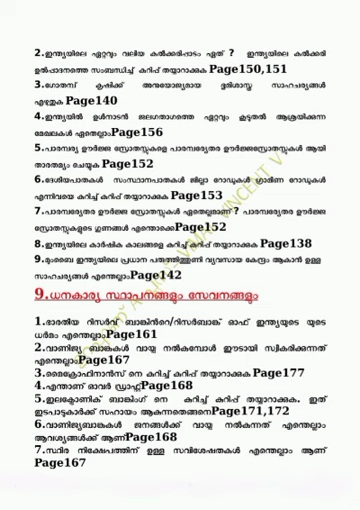 2.ഇന്ത്യയിലെ ഏറ്റവും വലിയ കൽക്കരിപ്പാടം ഏത് ? ഇന്ത്യയിലെ കൽക്കരി
ഉൽപ്പാദനത്തെ സംബന്ധിച്ച് കുറിപ്പ് തയ്യാറാക്കുക Page150,151
3.ഗോതമ്പ് കൃഷിക്ക് അനുയോജ്യമായ ഭൂമിശാസ്ത്ര സാഹചര്യങ്ങൾ
എഴുതുക Page140
4.ഇന്ത്യയിൽ ഉൾനാടൻ ജലഗതാഗത്തെ ഏറ്റവും കൂടുതൽ ആശ്രയിക്കുന്ന
മേഖലകൾ ഏതെല്ലാംPage156
5.പാരമ്പര്യ ഊർജ്ജ സ്രോതസ്സുകളെ പാരമ്പര്യേതര ഊർജ്ജസ്രോതസ്സുകൾ ആയി
താരതമ്യം ചെയ്യുക Page152
6.ദേശീയപാതകൾ സംസ്ഥാനപാതകൾ ജില്ലാ റോഡുകൾ ഗ്രാമീണ റോഡുകൾ
എന്നിവയെ കുറിച്ച് കുറിപ്പ് തയ്യാറാക്കുക Page153
7.പാരമ്പര്യേതര ഊർജ്ജ സ്രോതസ്സുകൾ ഏതെല്ലാമാണ് ? പാരമ്പര്യേതര ഊർജ്ജ
സ്രോതസ്സുകളുടെ ഗുണങ്ങൾ എന്തൊക്കെPage152
8.ഇന്ത്യയിലെ കാർഷിക കാലങ്ങളെ കുറിച്ച് കുറിപ്പ് തയ്യാറാക്കുക Page138
9.മുംബൈ ഇന്ത്യയിലെ പ്രധാന പരുത്തിത്തുണി വ്യവസായ കേന്ദ്രം ആകാൻ ഉള്ള
സാഹചര്യങ്ങൾ എന്തെല്ലാംPage142
9.ധനകാര്യ സ്ഥാപനങ്ങളും സേവനങ്ങളും
1.ഭാരതീയ റിസർവ് ബാങ്കിൻറെ/റിസർബാങ്ക് ഓഫ് ഇന്ത്യയുടെ യുടെ
ധർമം എന്തെല്ലാംPage161
2.വാണിജ്യ ബാങ്കുകൾ വായ്പ നൽകുമ്പോൾ ഈടായി സ്വീകരിക്കുന്നത്
എന്തെല്ലാംPage167
3.മൈക്രോഫിനാൻസ് നെ കുറിച്ച് കുറിപ്പ് തയ്യാറാക്കുക Page177
4.എന്താണ് ഓവർ ഡ്രാഫ്റ്റ്Page168
5.ഇലക്ട്രോണിക് ബാങ്കിംഗ് നെ കുറിച്ച് കുറിപ്പ് തയ്യാറാക്കുക. ഇത്
ഇടപാടുകാർക്ക് സഹായം ആകുന്നതെങ്ങനെPage171,172
6.വാണിജ്യബാങ്കുകൾ ജനങ്ങൾക്ക് വായ്പ നൽകുന്നത് എന്തെല്ലാം
ആവശ്യങ്ങൾക്ക് ആണ്Page168
7.സ്ഥിര നിക്ഷേപത്തിന് ഉള്ള സവിശേഷതകൾ എന്തെല്ലാം ആണ്
Page167
VINCENT V